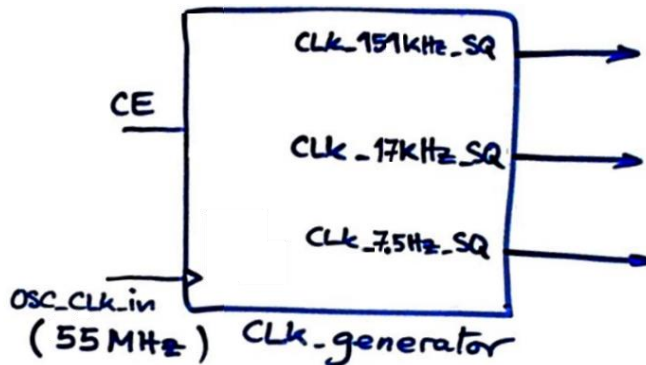 CLk_151KHz_SQ
CE
CLk_17KHz_SQ
CLk_7.5Hz_SQ
OSC_CLk_in
(55MHz)
CLk_generator